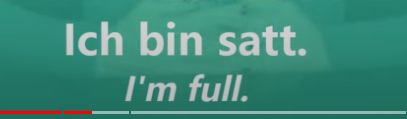 Ich bin satt.
I'm full.